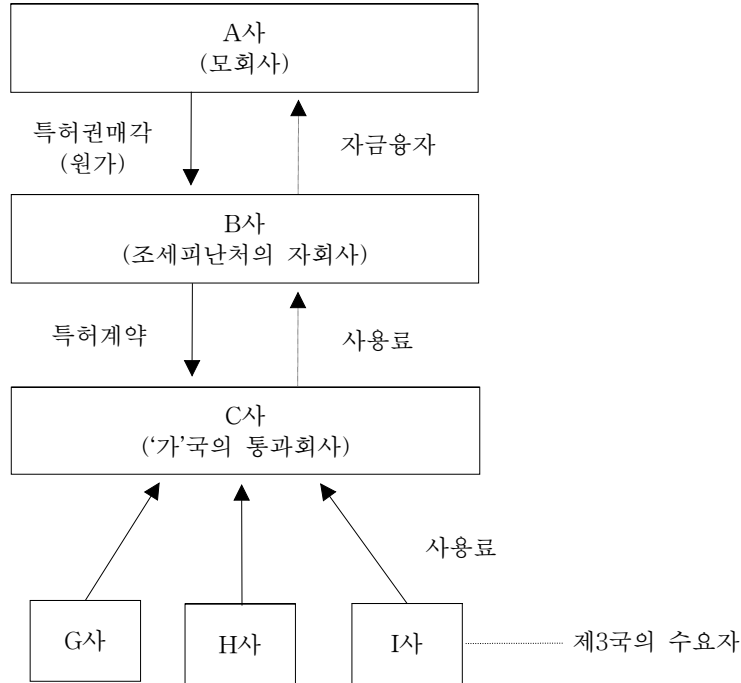 A사
(모회사)
특허권매각
(원가)
자금융자
B사
(조세피난처의 자회사)
특허계약
사용료
C사
(‘가’국의 통과회사)
사용료
G사
H사
I사
제3국의 수요자